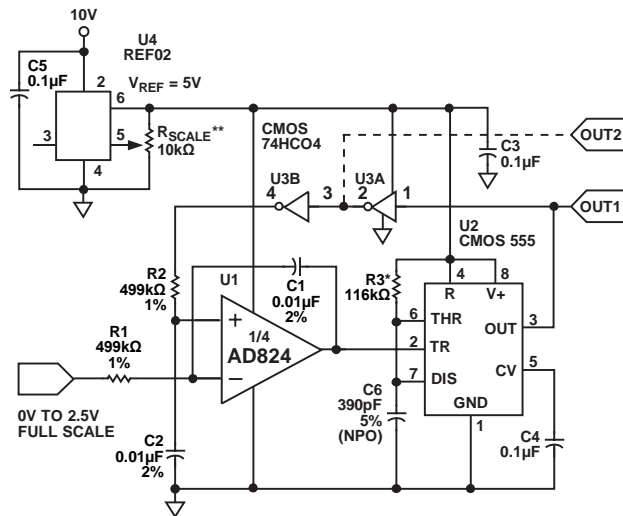 10V
U4
REF02
C5
0.1µF
VREF = 5V
2
6
3
5
4
RSCALE**
10kΩ
CMOS
74HCO4
C3
0.1µF
OUT2
U3B
4
3
U3A
2
1
OUT1
U2
CMOS 555
R2
499kΩ
1%
U1
C1
0.01µF
2%
R3*
116kΩ
4
8
R
V+
6
THR
OUT
3
+
1/4
AD824
–
2
TR
R1
499kΩ
1%
7
DIS
CV
5
0V TO 2.5V
FULL SCALE
C6
390pF
5%
(NPO)
GND
1
C2
0.01µF
2%
C4
0.1µF